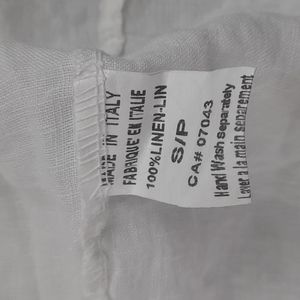 MADE IN ITALY
FABRIQUE EN ITALIE
100%LINEN-LIN
S/P
CA# 07043
Hand Wash Separately
Laver a la main separement